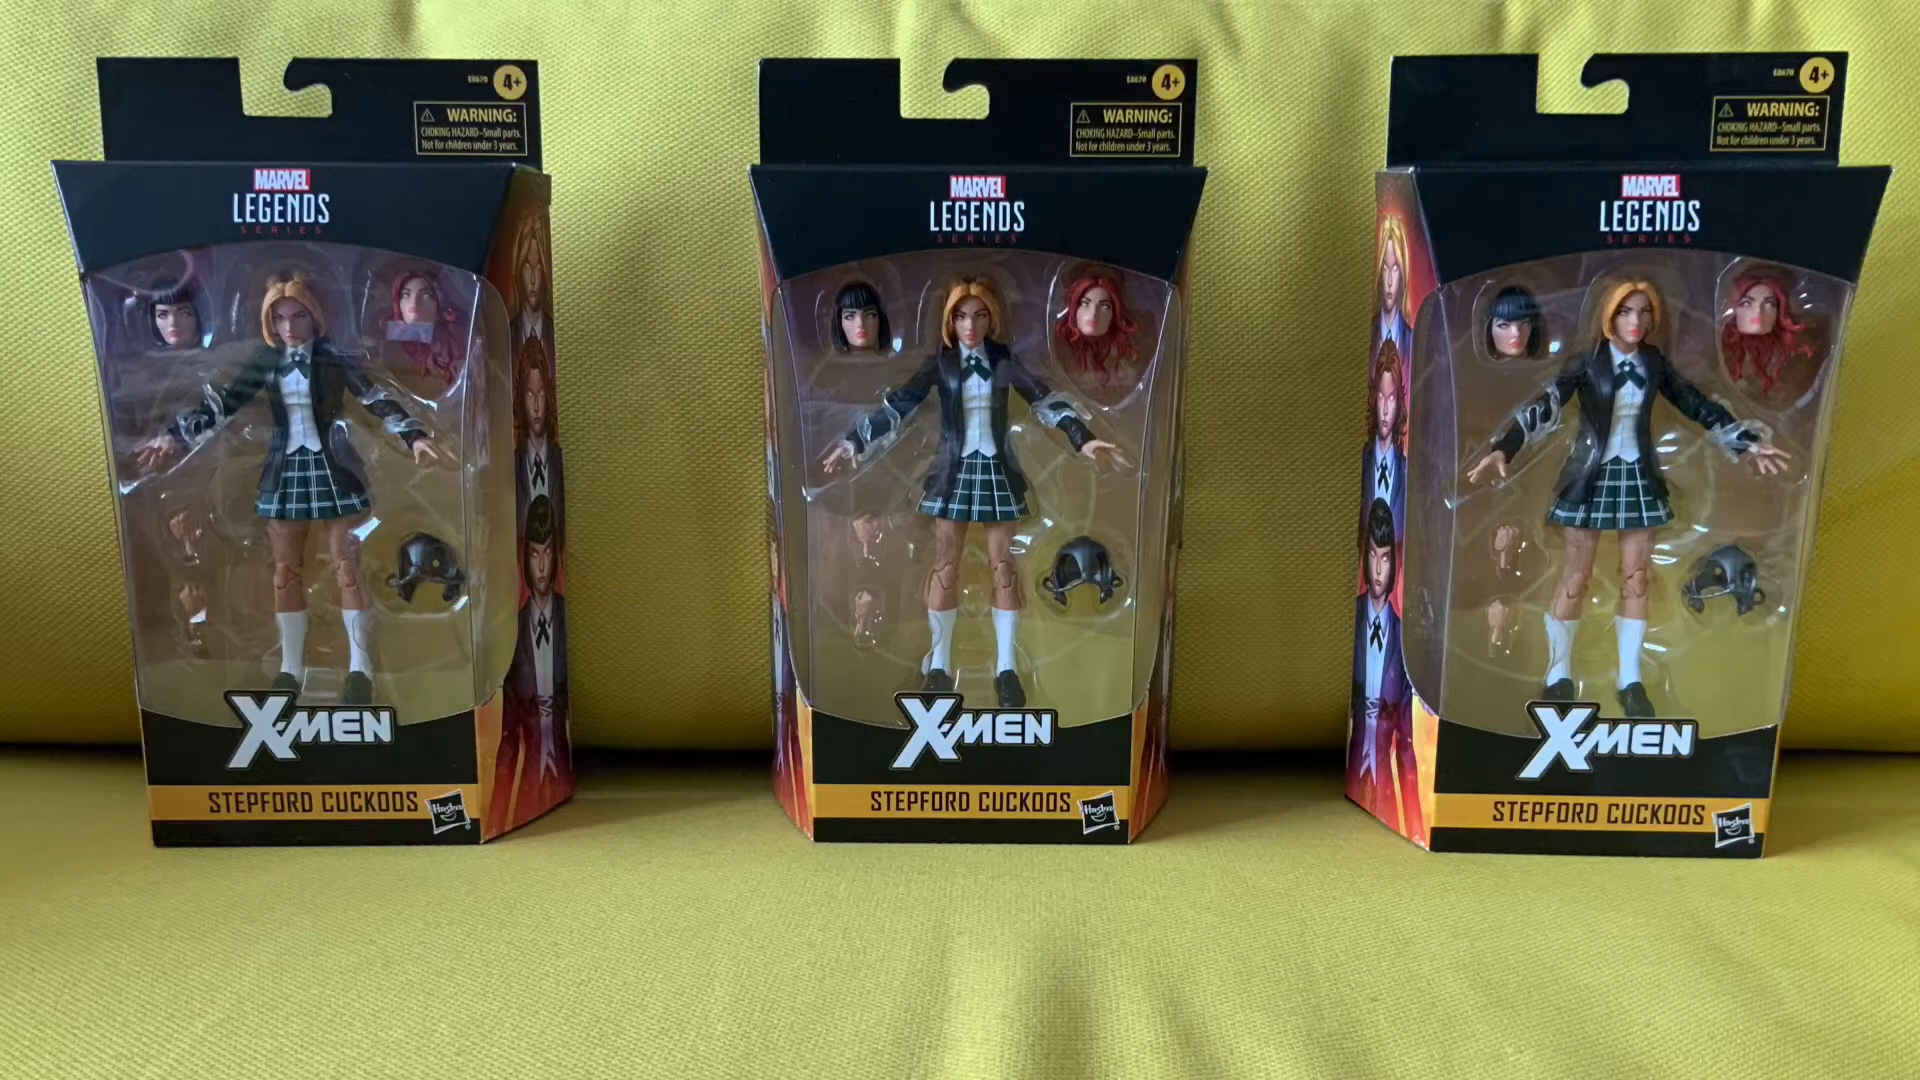 E8670 4+
WARNING:
CHOKING HAZARD–Small parts.
Not for children under 3 years.
MARVEL
LEGENDS
SERIES
X-MEN
STEPFORD CUCKOOS
Hasbro
E8670 4+
WARNING:
CHOKING HAZARD–Small parts.
Not for children under 3 years.
MARVEL
LEGENDS
SERIES
X-MEN
STEPFORD CUCKOOS
Hasbro
E8670 4+
WARNING:
CHOKING HAZARD–Small parts.
Not for children under 3 years.
MARVEL
LEGENDS
SERIES
X-MEN
STEPFORD CUCKOOS
Hasbro